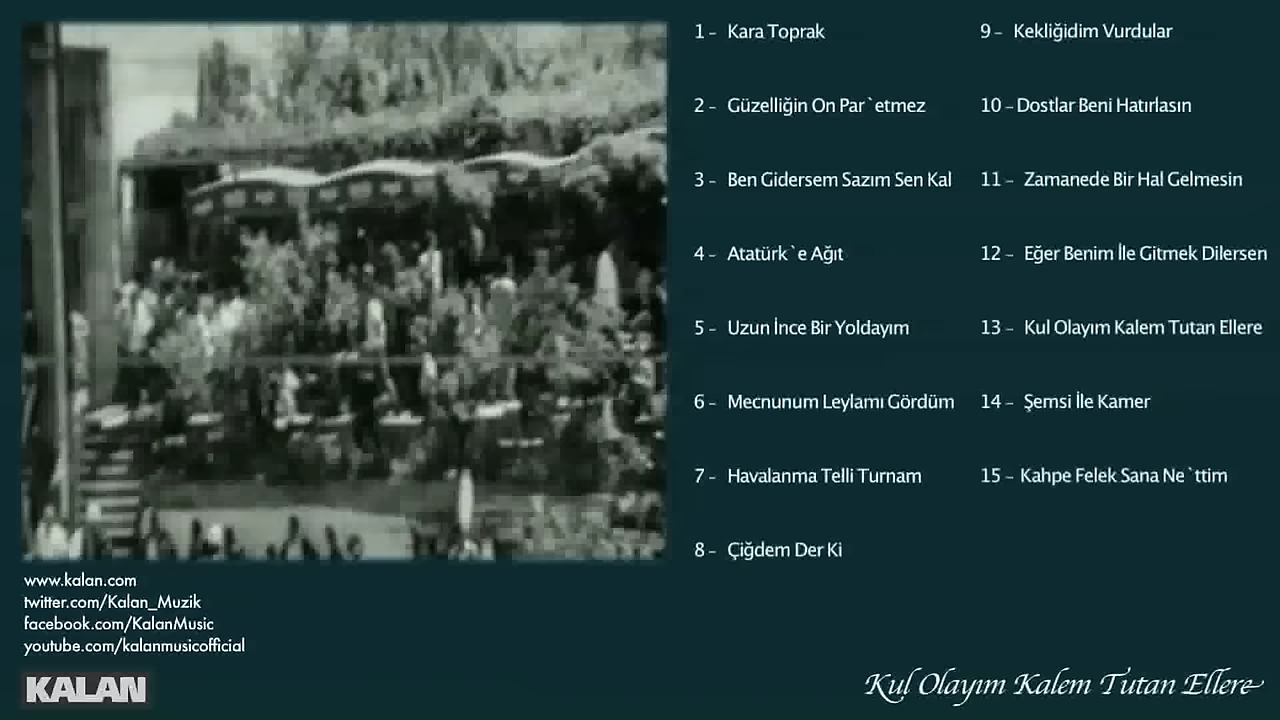 1 - Kara Toprak
2 - Güzelliğin On Par`etmez
3 - Ben Gidersem Sazım Sen Kal
4 - Atatürk`e Ağıt
5 - Uzun İnce Bir Yoldayım
6 - Mecnunum Leylamı Gördüm
7 - Havalanma Telli Turnam
8 - Çiğdem Der Ki
9 - Kekliğidim Vurdular
10 - Dostlar Beni Hatırlasın
11 - Zamanede Bir Hal Gelmesin
12 - Eğer Benim İle Gitmek Dilersen
13 - Kul Olayım Kalem Tutan Ellere
14 - Şemsi İle Kamer
15 - Kahpe Felek Sana Ne`ttim
www.kalan.com
twitter.com/Kalan_Muzik
facebook.com/KalanMusic
youtube.com/kalanmusicofficial
KALAN
Kul Olayım Kalem Tutan Ellere